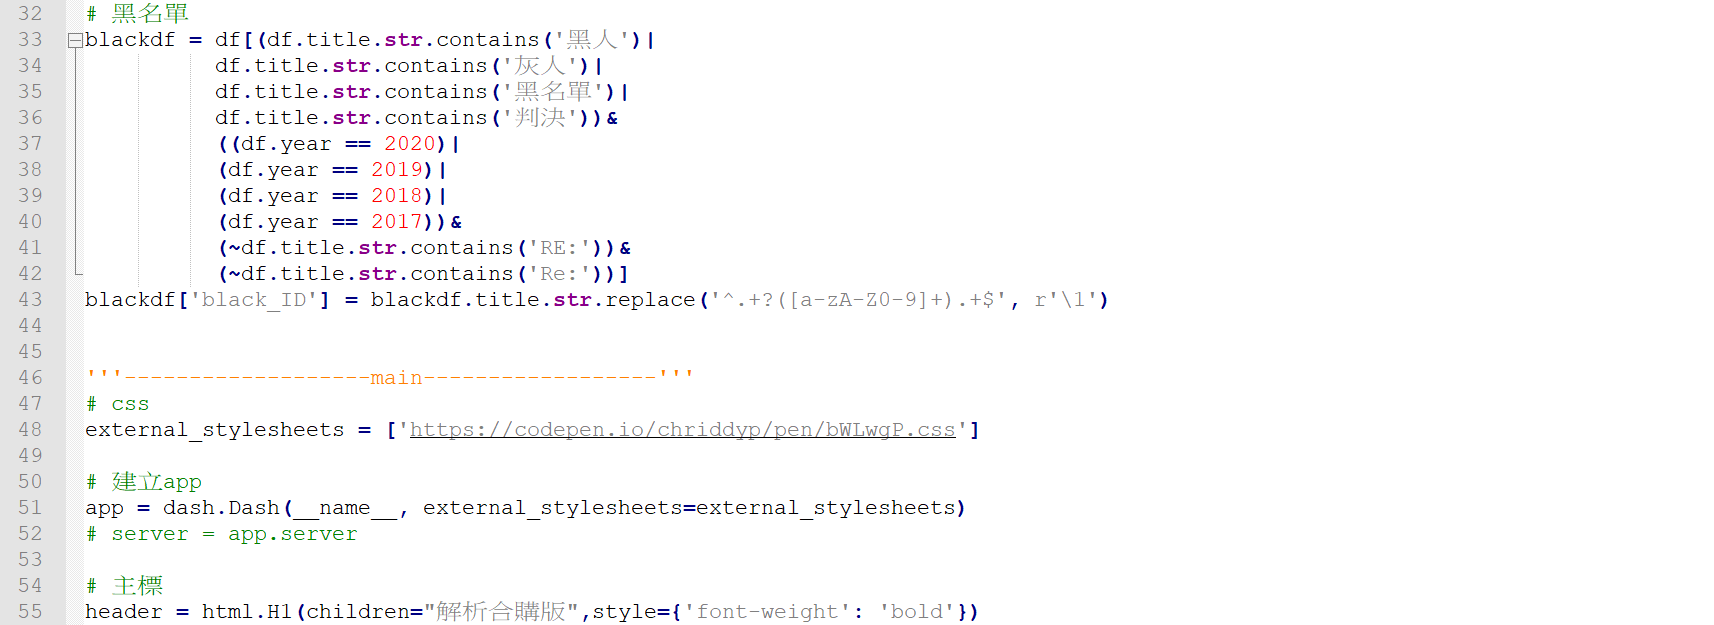 32 # 黑名單
33 blackdf = df[(df.title.str.contains('黑人')|
34           df.title.str.contains('灰人')|
35           df.title.str.contains('黑名單')|
36           df.title.str.contains('判決'))&
37           ((df.year == 2020)|
38           (df.year == 2019)|
39           (df.year == 2018)|
40           (df.year == 2017))&
41           (~df.title.str.contains('RE:'))&
42           (~df.title.str.contains('Re:'))]
43 blackdf['black_ID'] = blackdf.title.str.replace('^.+?([a-zA-Z0-9]+).+$', r'\1')
44
45
46 '''-------------------main------------------'''
47 # css
48 external_stylesheets = ['https://codepen.io/chriddyp/pen/bWLwgP.css']
49
50 # 建立app
51 app = dash.Dash(__name__, external_stylesheets=external_stylesheets)
52 # server = app.server
53
54 # 主標
55 header = html.H1(children="解析合購版",style={'font-weight': 'bold'})